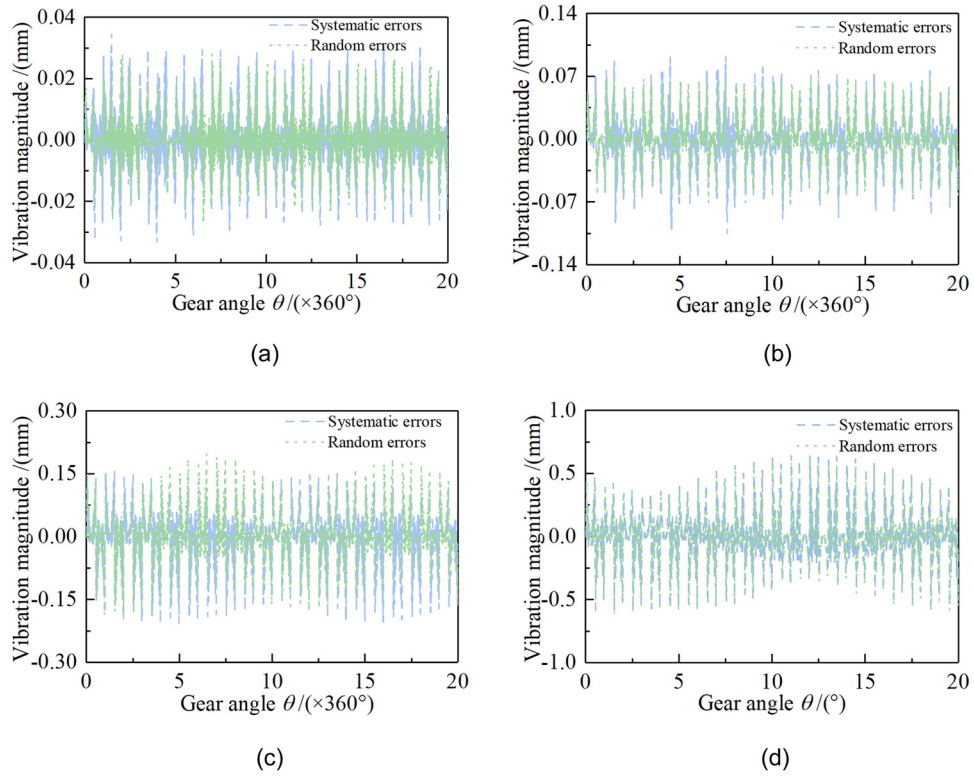 Systematic errors
Random errors
Vibration magnitude /(mm)
0.04
0.02
0.00
-0.02
-0.04
0 5 10 15 20
Gear angle θ/(×360°)
(a)
Systematic errors
Random errors
Vibration magnitude /(mm)
0.14
0.07
0.00
-0.07
-0.14
0 5 10 15 20
Gear angle θ/(×360°)
(b)
Systematic errors
Random errors
Vibration magnitude /(mm)
0.30
0.15
0.00
-0.15
-0.30
0 5 10 15 20
Gear angle θ/(×360°)
(c)
Systematic errors
Random errors
Vibration magnitude /(mm)
1.0
0.5
0.0
-0.5
-1.0
0 5 10 15 20
Gear angle θ/(°)
(d)